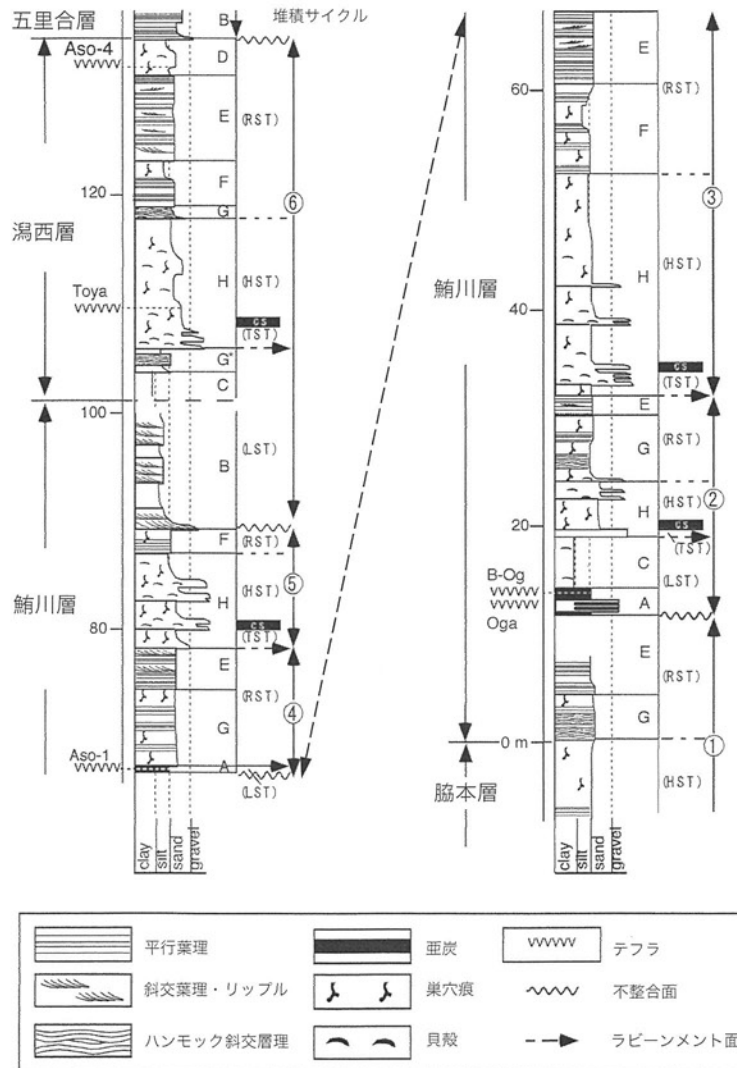 五里合層
堆積サイクル
B
Aso-4
D
E
(RST)
F
120
G
⑥
潟西層
H
(HST)
Toya
CS
(TST)
G*
C
100
B
(LST)
F
(RST)
鮪川層
H
(HST)
⑤
80
CS
(TST)
E
(RST)
④
G
Aso-1
A
(LST)
clay
silt
sand
gravel
E
60
(RST)
F
③
鮪川層
H
(HST)
40
CS
(TST)
E
G
(RST)
②
H
(HST)
20
CS
(TST)
C
(LST)
B-Og
A
Oga
E
(RST)
G
0 m
①
脇本層
(HST)
clay
silt
sand
gravel
平行葉理
亜炭
テフラ
斜交葉理・リップル
巣穴痕
不整合面
ハンモック斜交層理
貝殻
ラビーンメント面